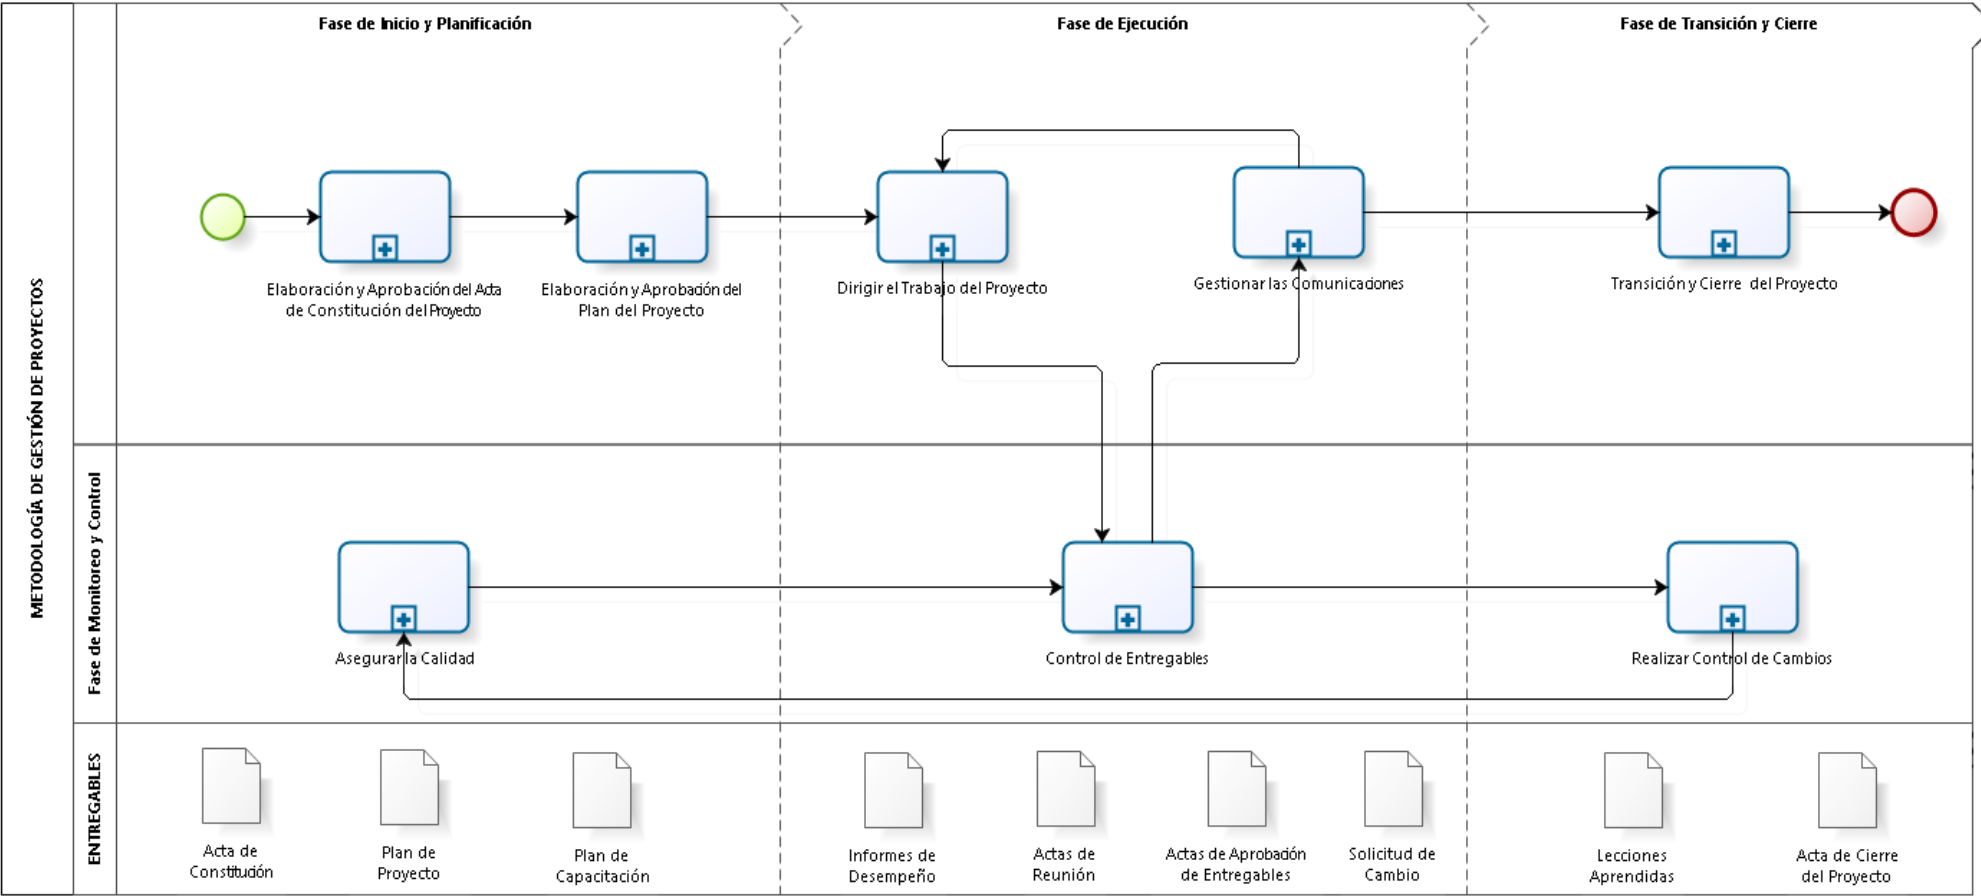 METODOLOGÍA DE GESTIÓN DE PROYECTOS
Fase de Inicio y Planificación
Fase de Ejecución
Fase de Transición y Cierre
Elaboración y Aprobación del Acta
de Constitución del Proyecto
Elaboración y Aprobación del
Plan del Proyecto
Dirigir el Trabajo del Proyecto
Gestionar las Comunicaciones
Transición y Cierre del Proyecto
Fase de Monitoreo y Control
Asegurar la Calidad
Control de Entregables
Realizar Control de Cambios
ENTREGABLES
Acta de
Constitución
Plan de
Proyecto
Plan de
Capacitación
Informes de
Desempeño
Actas de
Reunión
Actas de Aprobación
de Entregables
Solicitud de
Cambio
Lecciones
Aprendidas
Acta de Cierre
del Proyecto